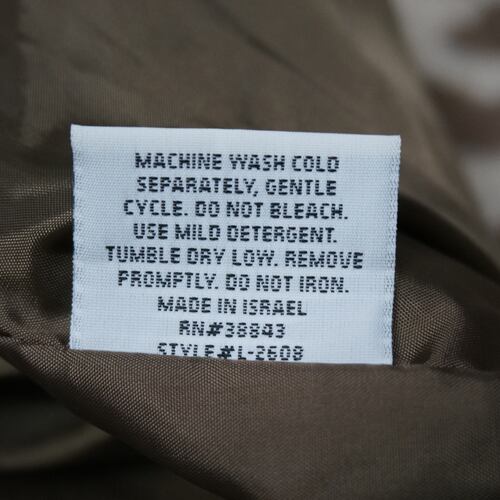 MACHINE WASH COLD
SEPARATELY, GENTLE
CYCLE. DO NOT BLEACH.
USE MILD DETERGENT.
TUMBLE DRY LOW. REMOVE
PROMPTLY. DO NOT IRON.
MADE IN ISRAEL
RN#38843
STYLE#L-2608